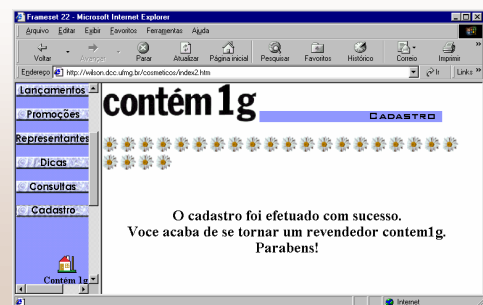 Frameset 22 - Microsoft Internet Explorer
Arquivo Editar Exibir Favoritos Ferramentas Ajuda
Voltar Avançar Parar Atualizar Página inicial Pesquisar Favoritos Histórico Correio Imprimir
Endereço http://wilson.dcc.ufmg.br/cosmeticos/index2.htm Ir Links »
Lançamentos
Promoções
Representantes
Dicas
Consultas
Cadastro
Contém 1g
contém1g
Cadastro
O cadastro foi efetuado com sucesso.
Voce acaba de se tornar um revendedor contem1g.
Parabens!
Internet